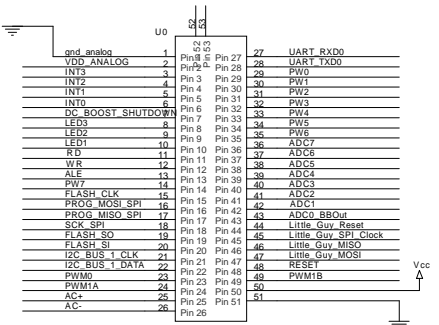 52 53
U0
Pin 52 Pin 53
gnd_analog 1 Pin 1 Pin 27 27 UART_RXD0
VDD_ANALOG 2 Pin 2 Pin 28 28 UART_TXD0
INT3 3 Pin 3 Pin 29 29 PW0
INT2 4 Pin 4 Pin 30 30 PW1
INT1 5 Pin 5 Pin 31 31 PW2
INT0 6 Pin 6 Pin 32 32 PW3
DC_BOOST_SHUTDOWN 7 Pin 7 Pin 33 33 PW4
LED3 8 Pin 8 Pin 34 34 PW5
LED2 9 Pin 9 Pin 35 35 PW6
LED1 10 Pin 10 Pin 36 36 ADC7
RD 11 Pin 11 Pin 37 37 ADC6
WR 12 Pin 12 Pin 38 38 ADC5
ALE 13 Pin 13 Pin 39 39 ADC4
PW7 14 Pin 14 Pin 40 40 ADC3
FLASH_CLK 15 Pin 15 Pin 41 41 ADC2
PROG_MOSI_SPI 16 Pin 16 Pin 42 42 ADC1
PROG_MISO_SPI 17 Pin 17 Pin 43 43 ADC0_BBOut
SCK_SPI 18 Pin 18 Pin 44 44 Little_Guy_Reset
FLASH_SO 19 Pin 19 Pin 45 45 Little_Guy_SPI_Clock
FLASH_SI 20 Pin 20 Pin 46 46 Little_Guy_MISO
I2C_BUS_1_CLK 21 Pin 21 Pin 47 47 Little_Guy_MOSI
I2C_BUS_1_DATA 22 Pin 22 Pin 48 48 RESET
PWM0 23 Pin 23 Pin 49 49 PWM1B
PWM1A 24 Pin 24 Pin 50 50 Vcc
AC+ 25 Pin 25 Pin 51 51
AC- 26 Pin 26